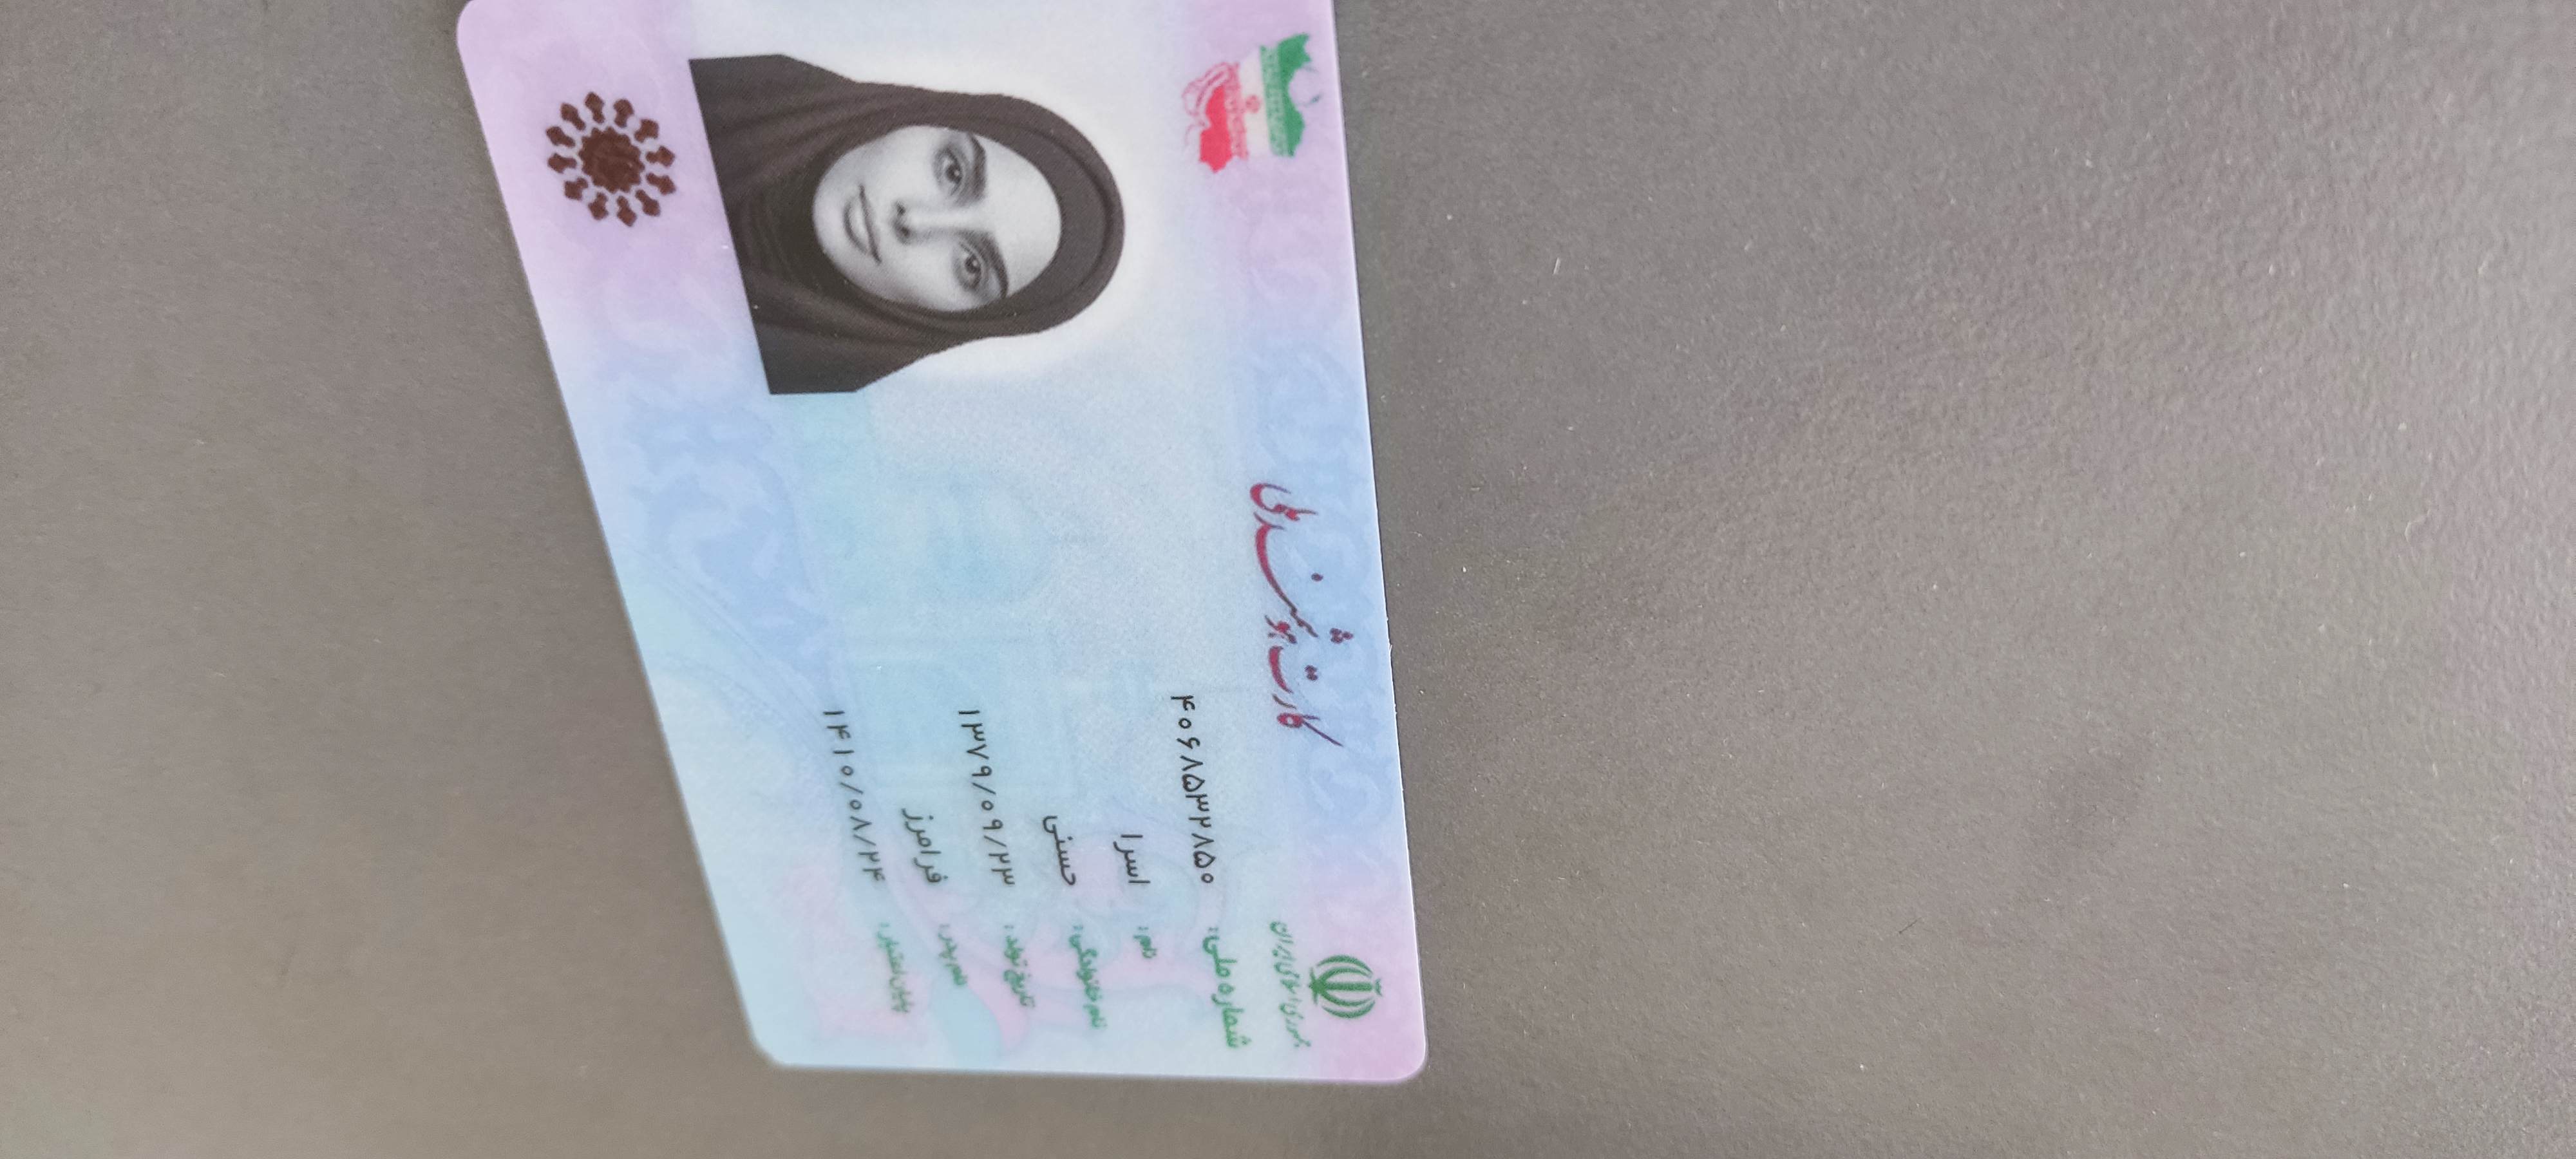 جمهوری اسلامی ایران
کارت هوشمند ملی
شماره ملی: ۴۰۶۸۵۳۲۸۵۰
نام: اسرا
نام خانوادگی: حسنی
تاریخ تولد: ۱۳۷۹/۰۹/۲۳
نام پدر: فرامرز
پایان اعتبار: ۱۴۱۰/۰۸/۲۴